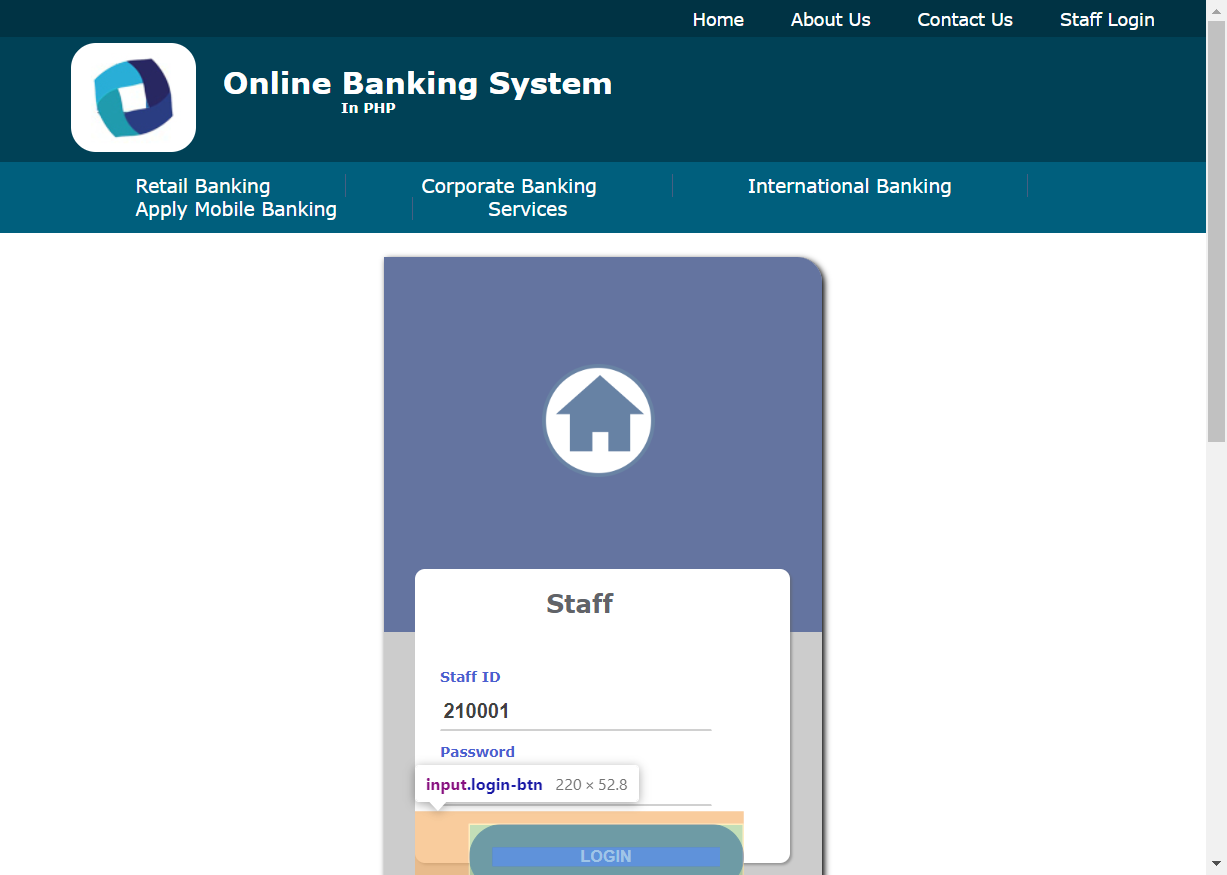 Home About Us Contact Us Staff Login
Online Banking System
In PHP
Retail Banking Corporate Banking International Banking
Apply Mobile Banking Services
Staff
Staff ID
210001
Password
input.login-btn 220 × 52.8
LOGIN